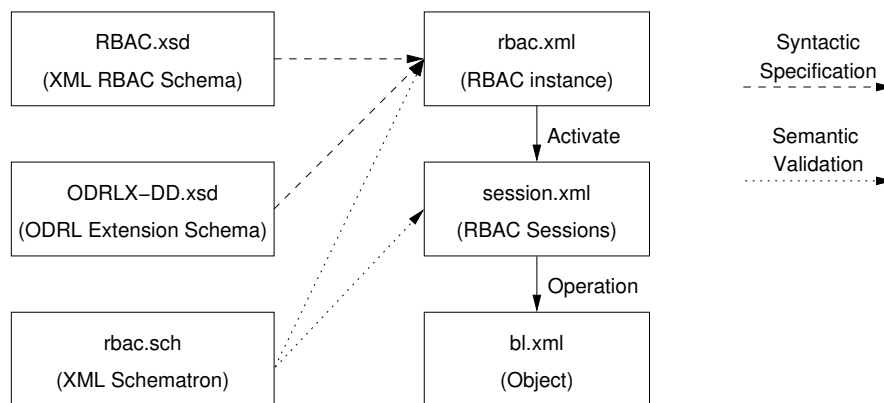 RBAC.xsd
(XML RBAC Schema)
rbac.xml
(RBAC instance)
Syntactic
Specification
Activate
Semantic
Validation
ODRLX−DD.xsd
(ODRL Extension Schema)
session.xml
(RBAC Sessions)
Operation
rbac.sch
(XML Schematron)
bl.xml
(Object)